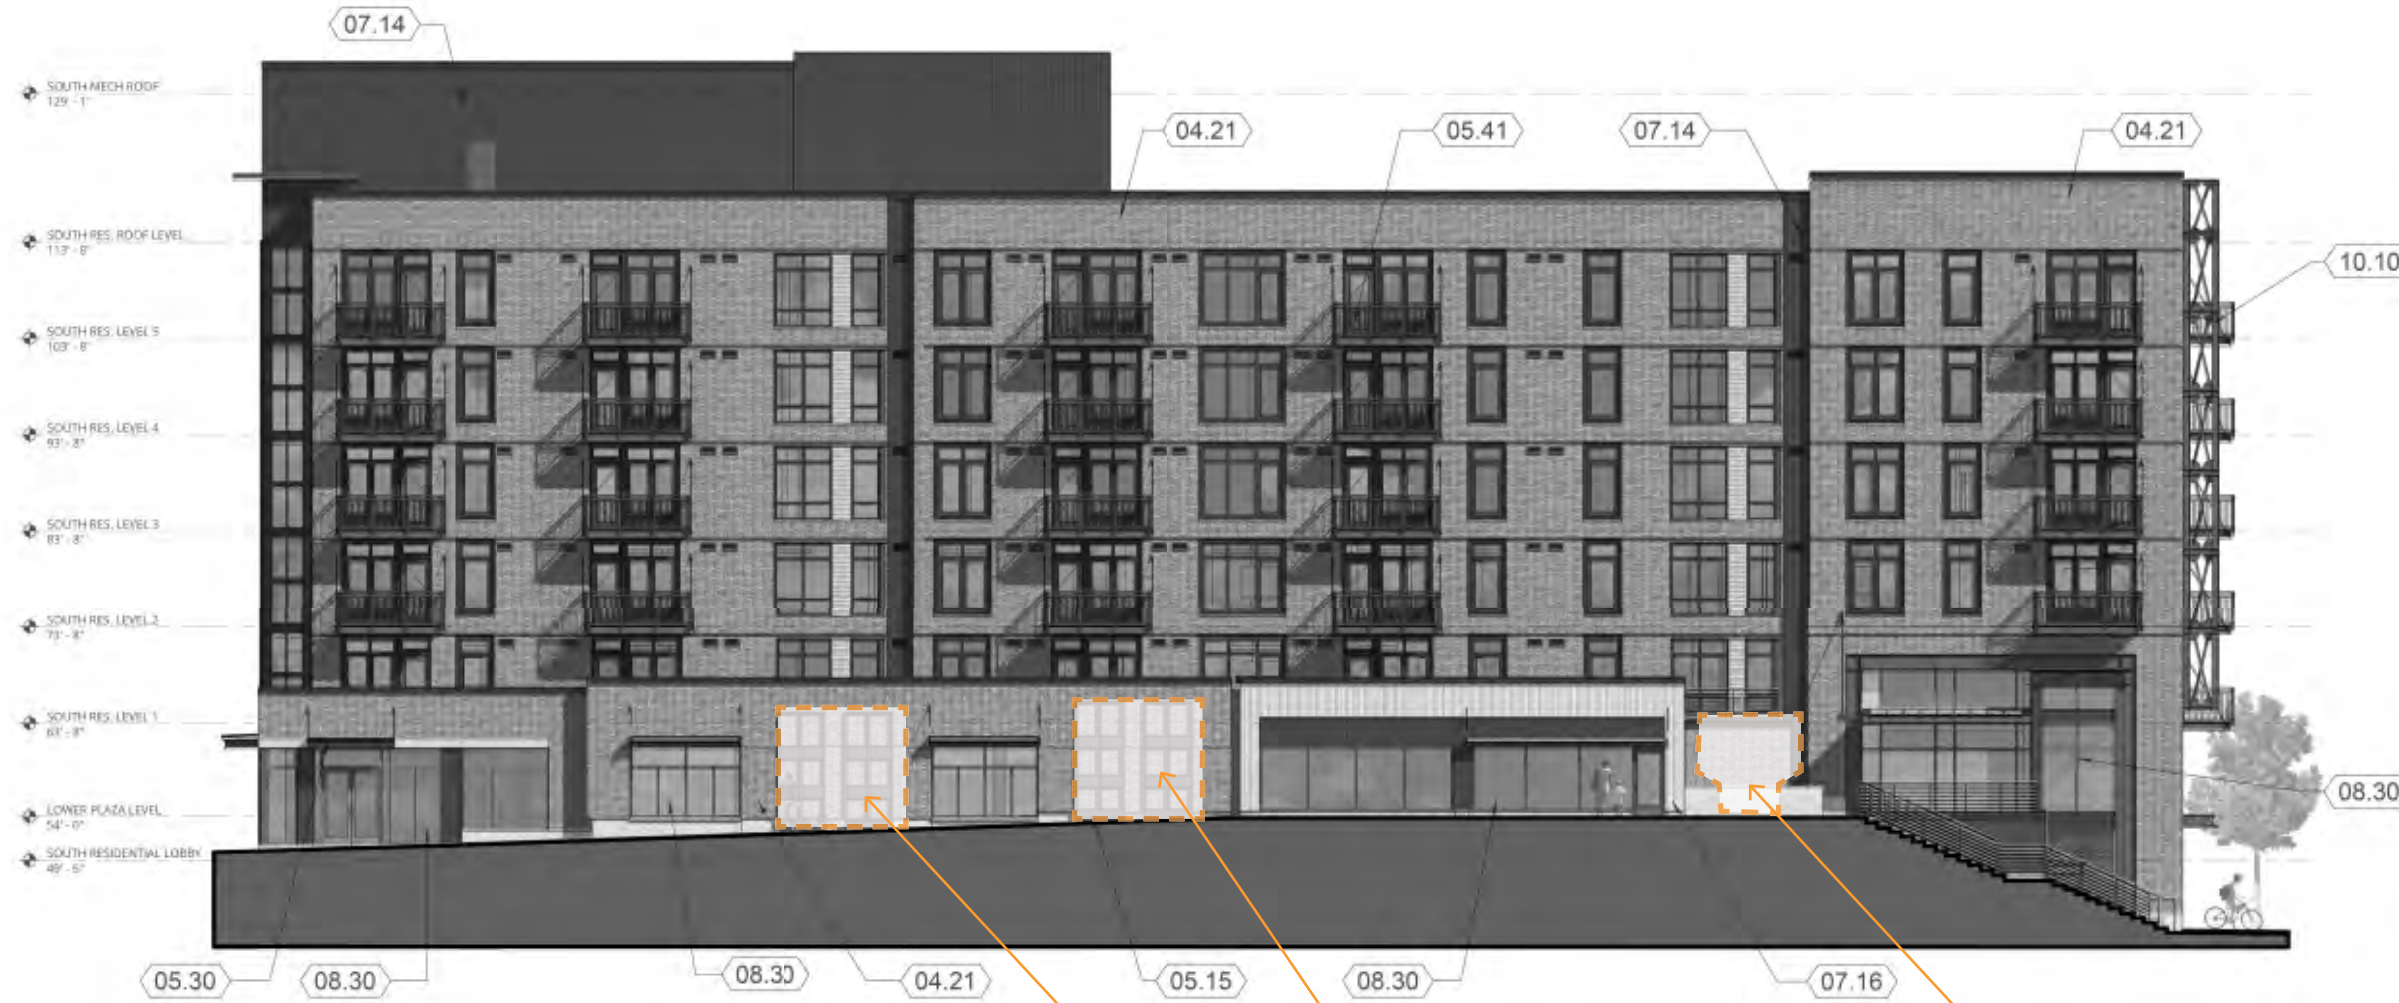 07.14
SOUTH MECH ROOF
129' - 1"
04.21
05.41
07.14
04.21
SOUTH RES. ROOF LEVEL
113' - 8"
10.10
SOUTH RES. LEVEL 5
103' - 8"
SOUTH RES. LEVEL 4
93' - 8"
SOUTH RES. LEVEL 3
83' - 8"
SOUTH RES. LEVEL 2
73' - 8"
SOUTH RES. LEVEL 1
63' - 8"
08.30
LOWER PLAZA LEVEL
54' - 0"
SOUTH RESIDENTIAL LOBBY
49' - 5"
05.30
08.30
08.30
04.21
05.15
08.30
07.16